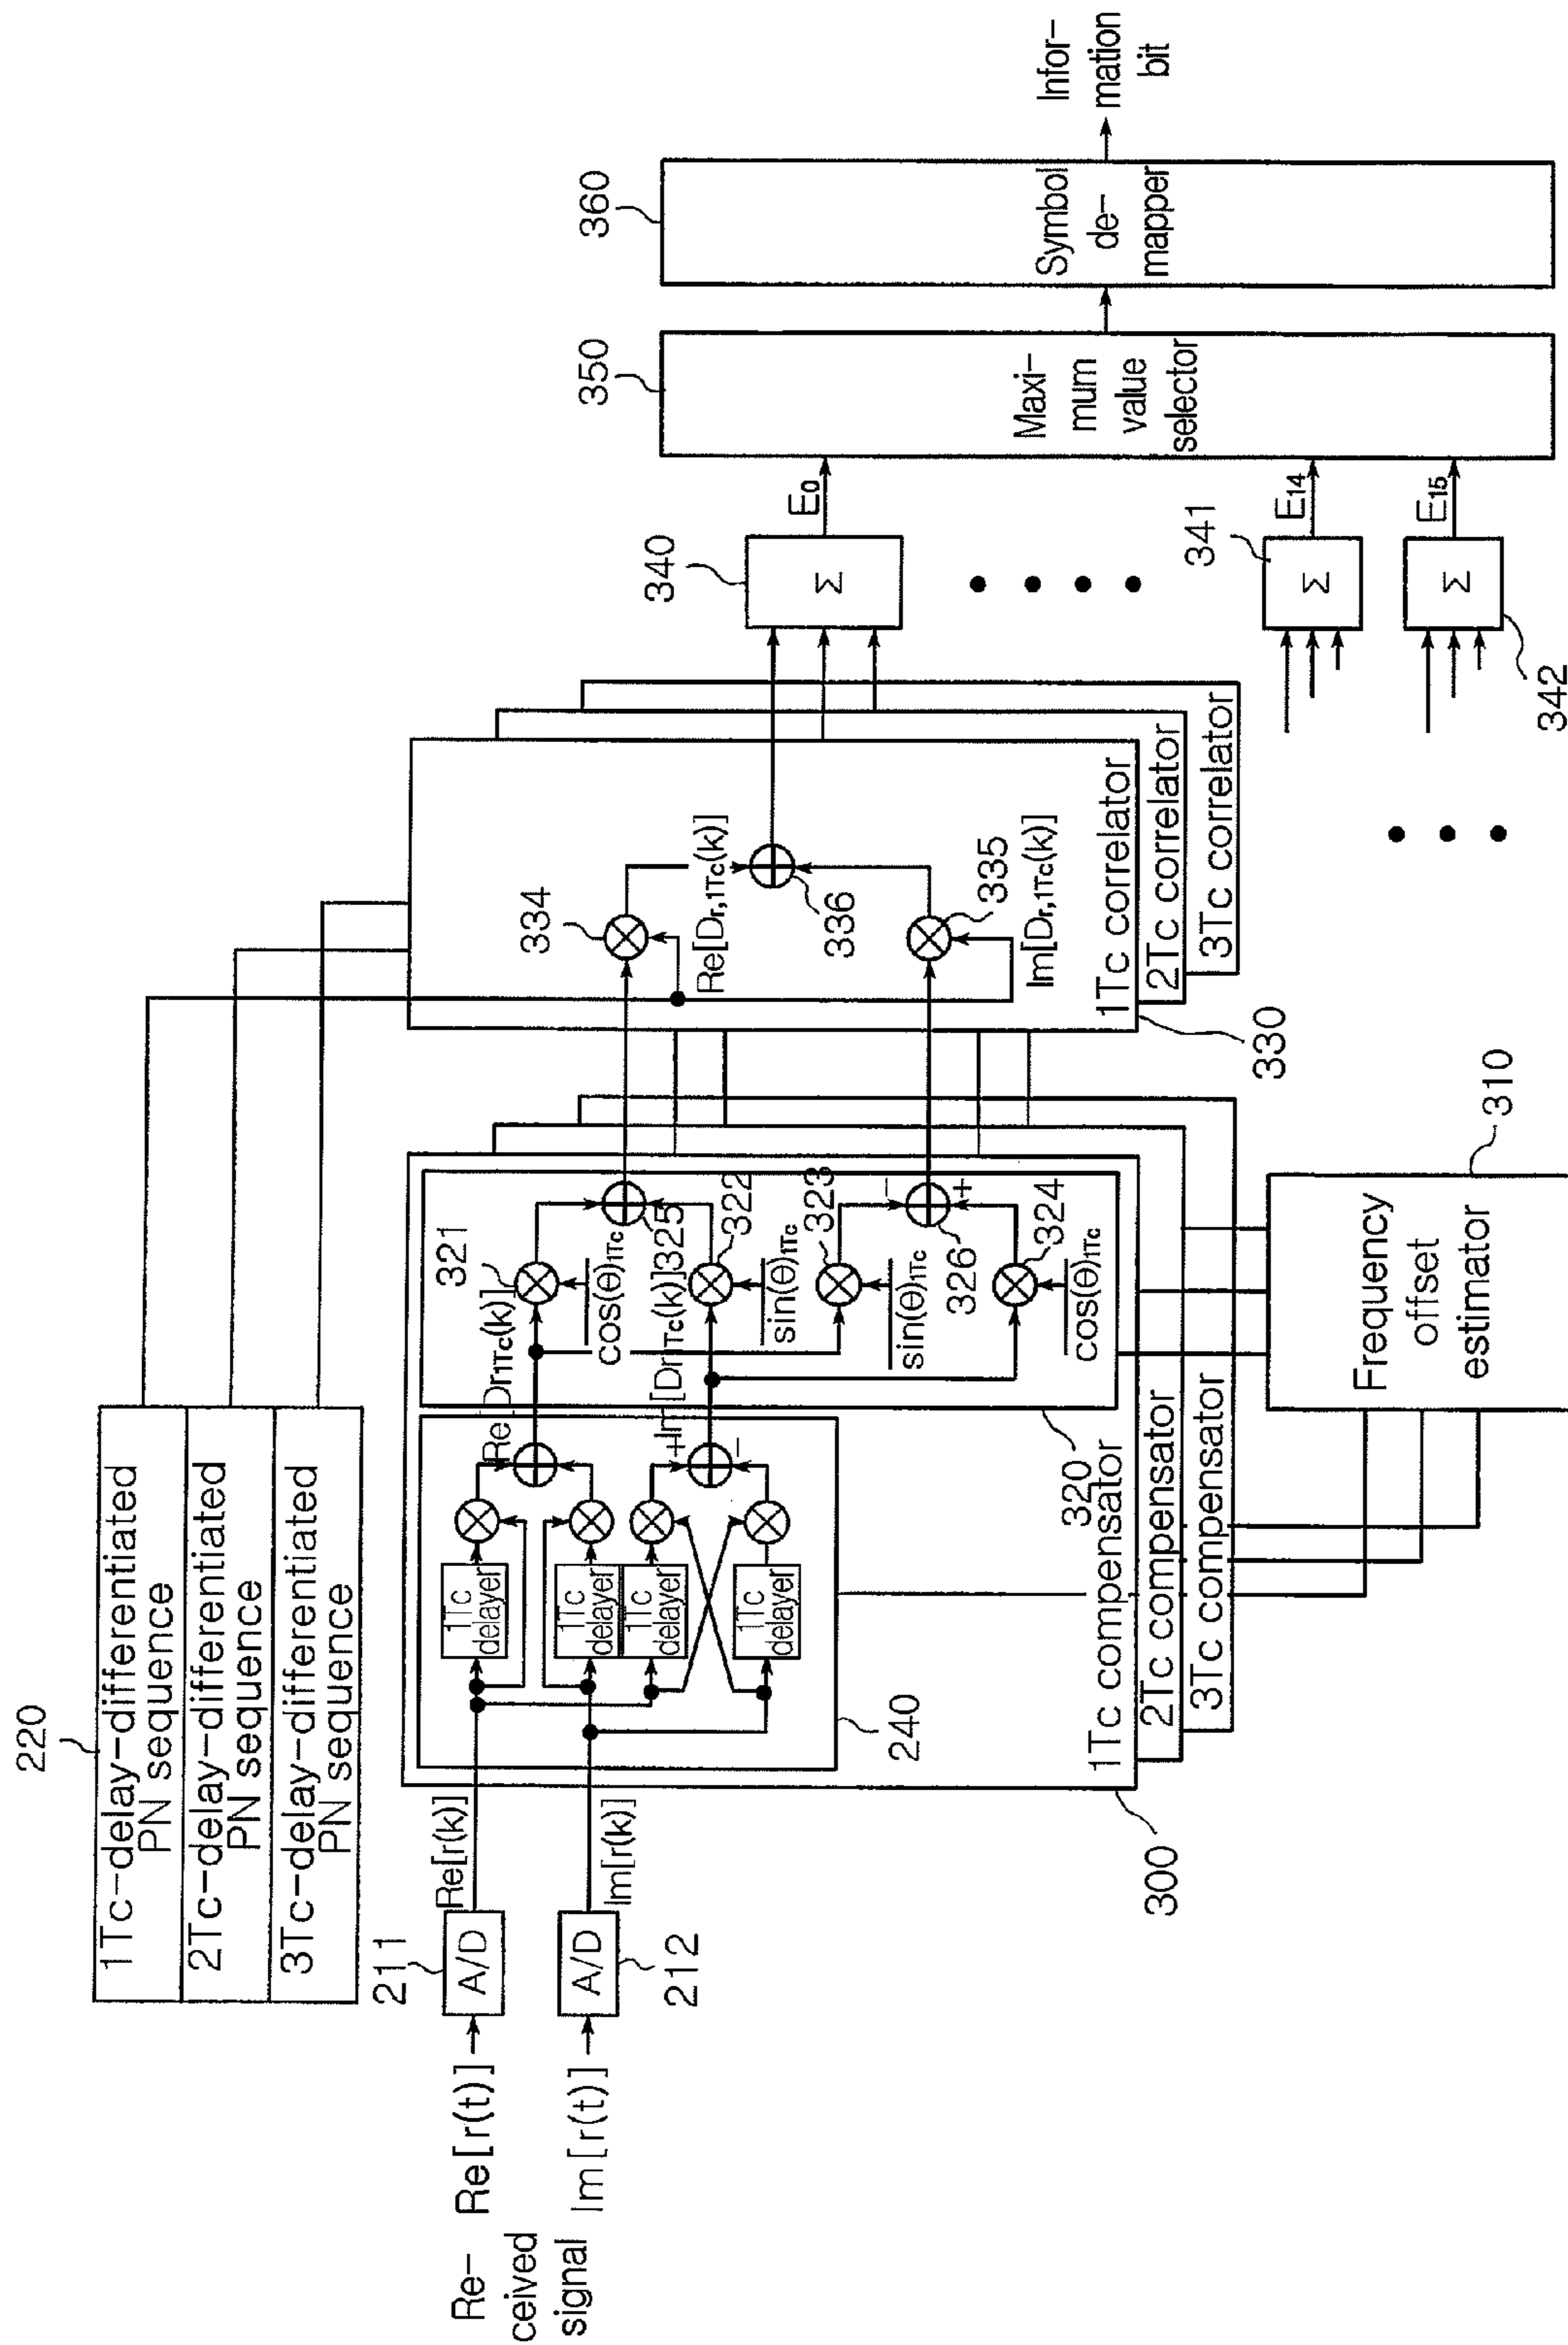 220
1Tc-delay-differentiated
PN sequence
2Tc-delay-differentiated
PN sequence
3Tc-delay-differentiated
PN sequence
Re-
ceived
signal
Re[r(t)]
Im[r(t)]
211
A/D
A/D
212
Re[r(k)]
Im[r(k)]
1Tc
delayer
1Tc
delayer
1Tc
delayer
1Tc
delayer
+
−
240
300
Re[Dr1Tc(k)]
Im[Dr1Tc(k)]
321
cos(θ)1Tc
325
322
sin(θ)1Tc
323
sin(θ)1Tc
−
+
326
324
cos(θ)1Tc
320
1Tc compensator
2Tc compensator
3Tc compensator
310
Frequency
offset
estimator
334
Re[Dr,1Tc(k)]
336
335
Im[Dr,1Tc(k)]
1Tc correlator
2Tc correlator
3Tc correlator
330
340
Σ
E0
341
Σ
E14
Σ
E15
342
350
Maxi-
mum
value
selector
360
Symbol
de-
mapper
Infor-
mation
bit